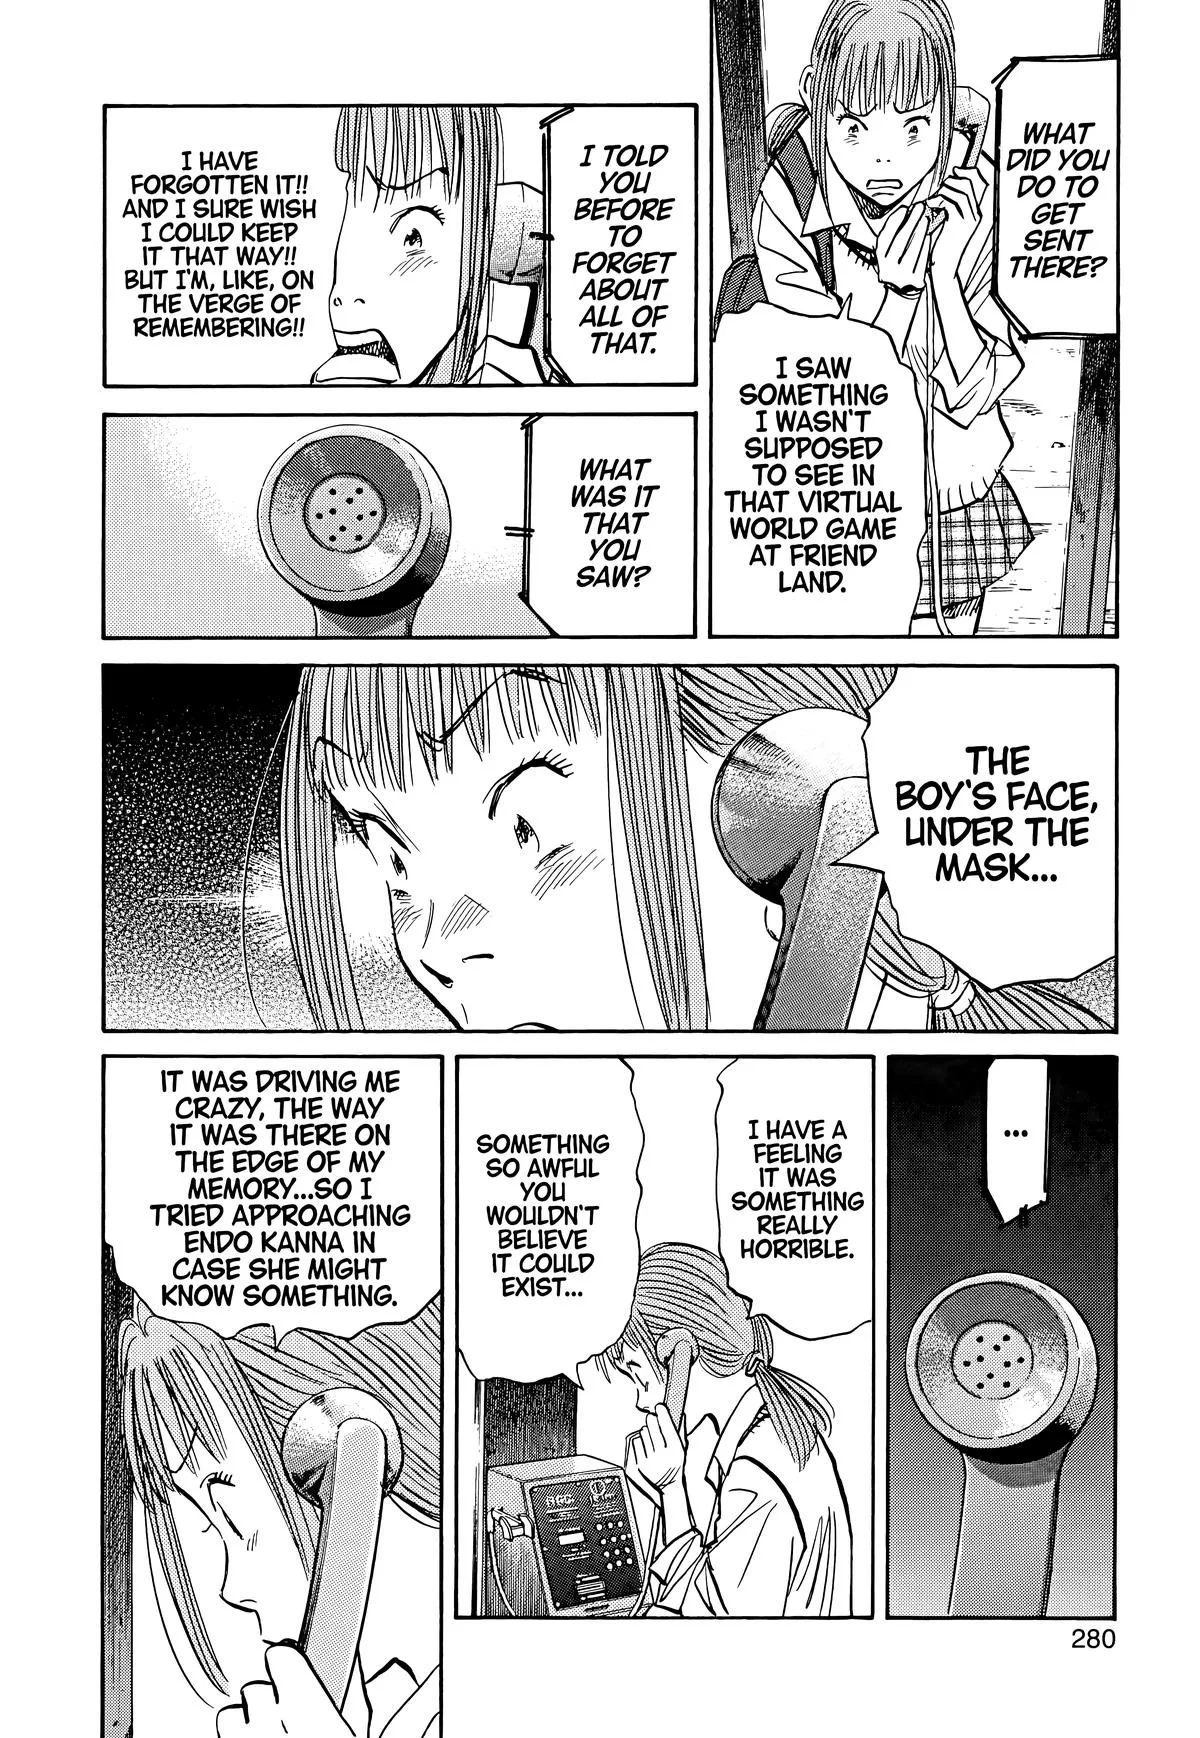 WHAT
DID YOU
DO TO
GET
SENT
THERE?
I SAW
SOMETHING
I WASN'T
SUPPOSED
TO SEE IN
THAT VIRTUAL
WORLD GAME
AT FRIEND
LAND.
I TOLD
YOU
BEFORE
TO
FORGET
ABOUT
ALL OF
THAT.
I HAVE
FORGOTTEN IT!!
AND I SURE WISH
I COULD KEEP
IT THAT WAY!!
BUT I'M, LIKE, ON
THE VERGE OF
REMEMBERING!!
WHAT
WAS IT
THAT
YOU
SAW?
THE
BOY'S FACE,
UNDER THE
MASK...
...
I HAVE A
FEELING
IT WAS
SOMETHING
REALLY
HORRIBLE.
SOMETHING
SO AWFUL
YOU
WOULDN'T
BELIEVE
IT COULD
EXIST...
IT WAS DRIVING ME
CRAZY, THE WAY
IT WAS THERE ON
THE EDGE OF MY
MEMORY...SO I
TRIED APPROACHING
ENDO KANNA IN
CASE SHE MIGHT
KNOW SOMETHING.
280